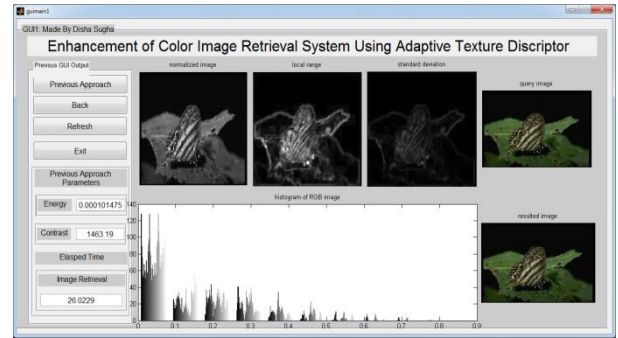 guimain1
GUI1: Made By Disha Sugha
Enhancement of Color Image Retrieval System Using Adaptive Texture Discriptor
Previous GUI Output
normalized image
local range
standard deviation
query image
Previous Approach
Back
Refresh
Exit
Previous Approach
Parameters
Energy 0.000101475
Contrast 1463.19
Elasped Time
Image Retrieval
26.0229
histogram of RGB image
140
120
100
80
60
40
20
0
0 0.1 0.2 0.3 0.4 0.5 0.6 0.7 0.8 0.9
resulted image